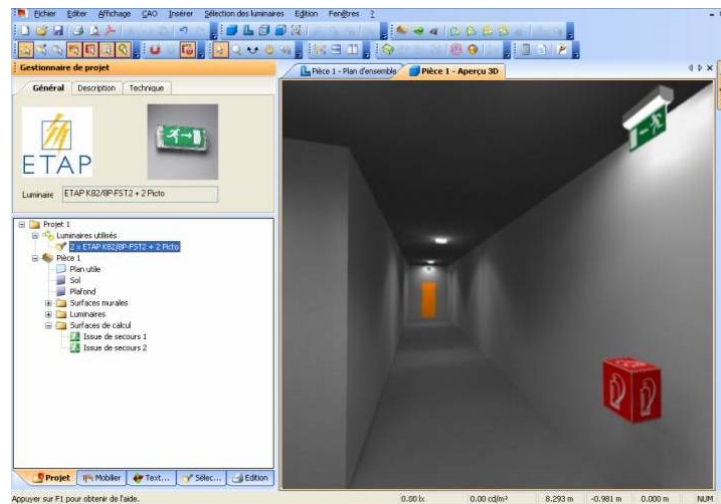 Fichier Editer Affichage CAO Insérer Sélection des luminaires Edition Fenêtres ?
Gestionnaire de projet
Pièce 1 - Plan d'ensemble Pièce 1 - Aperçu 3D
Général Description Technique
ETAP
Luminaire ETAP K82/8P-FST2 + 2 Picto
Projet 1
Luminaires utilisés
2 x ETAP K82/8P-FST2 + 2 Picto
Pièce 1
Plan utile
Sol
Plafond
Surfaces murales
Luminaires
Surfaces de calcul
Issue de secours 1
Issue de secours 2
Projet Mobilier Text... Sélec... Edition
Appuyer sur F1 pour obtenir de l'aide. 0.00 lx 0.00 cd/m² 8.293 m -0.981 m 0.000 m NUM